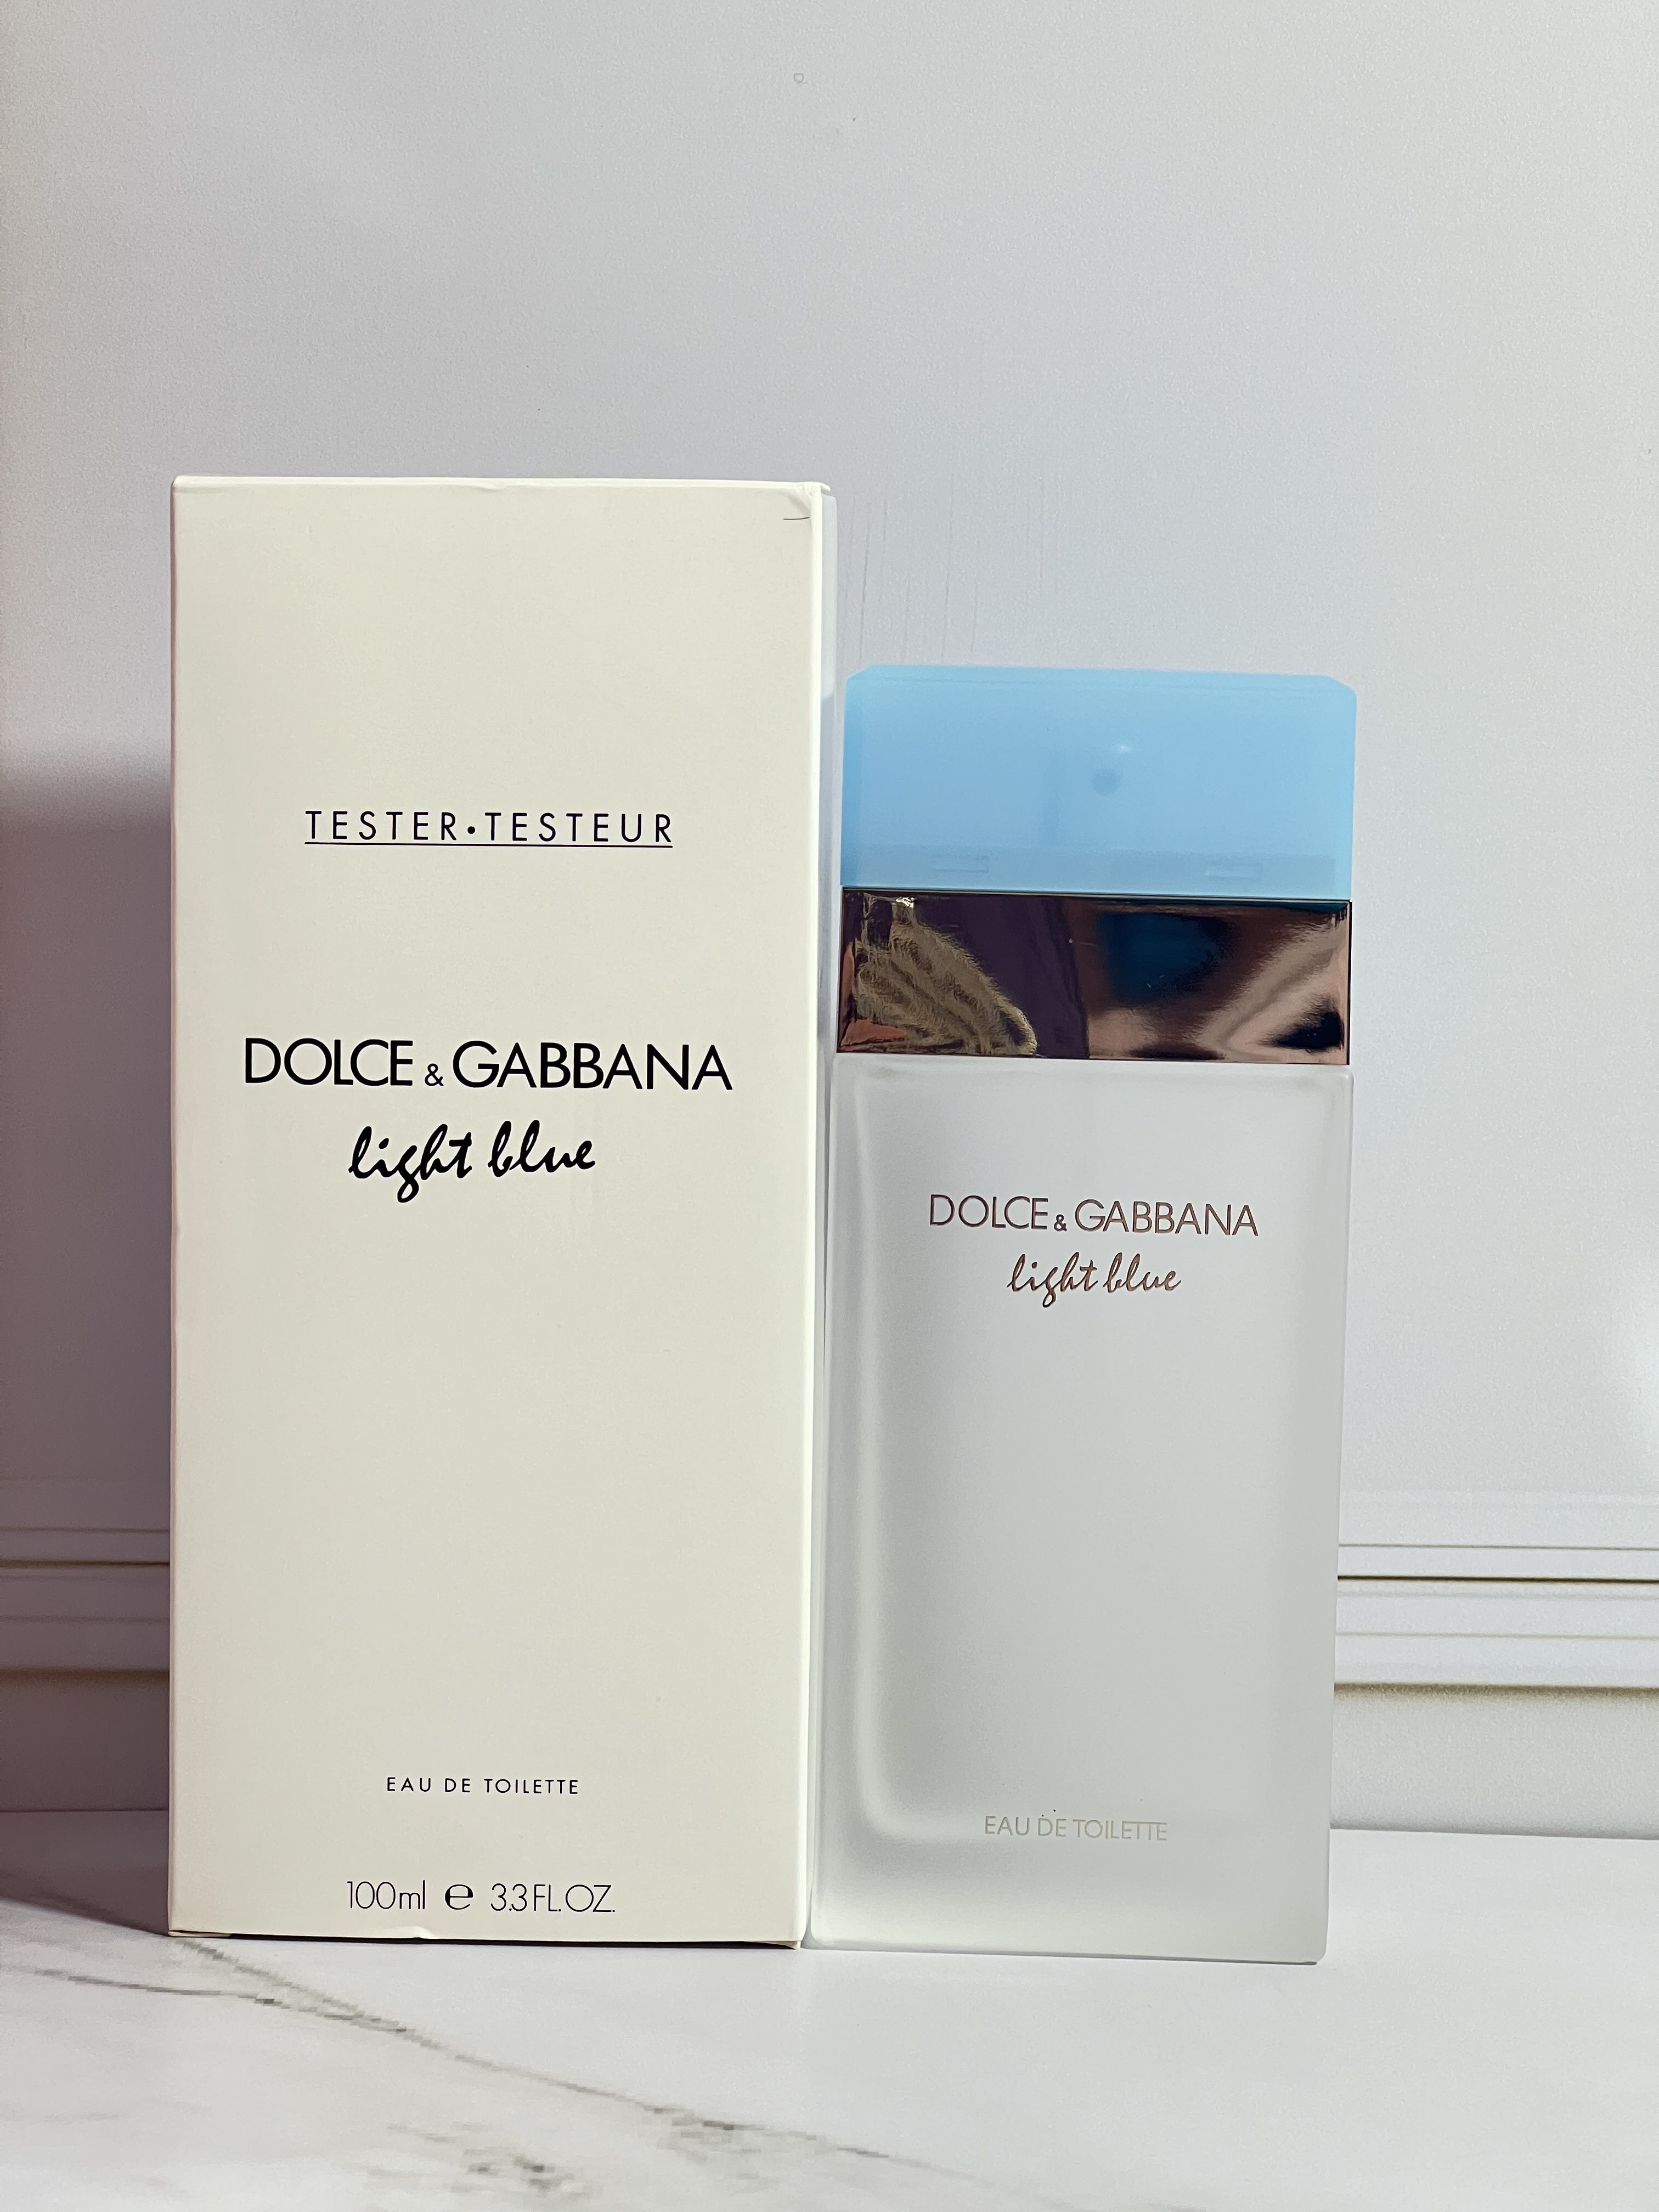 TESTER•TESTEUR
DOLCE & GABBANA
light blue
EAU DE TOILETTE
100ml ℮ 3.3 FL.OZ.
DOLCE & GABBANA
light blue
EAU DE TOILETTE